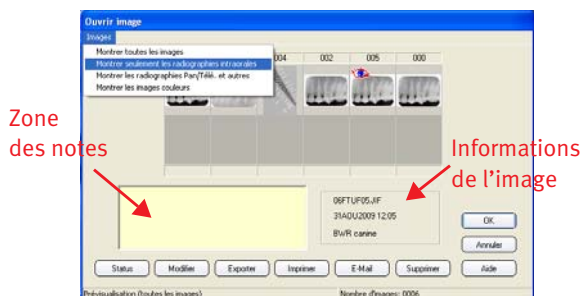 Ouvrir image
Images
Montrer toutes les images
Montrer seulement les radiographies intraorales
Montrer les radiographies Pan/Télé. et autres
Montrer les images couleurs
004 002 005 000
Zone
des notes
Informations
de l'image
06FTUF05.JIF
31AOU2009 12:05
BWR canine
OK
Annuler
Status Modifier Exporter Imprimer E-Mail Supprimer Aide
Prévisualisation (toutes les images) Nombre d'images: 0006